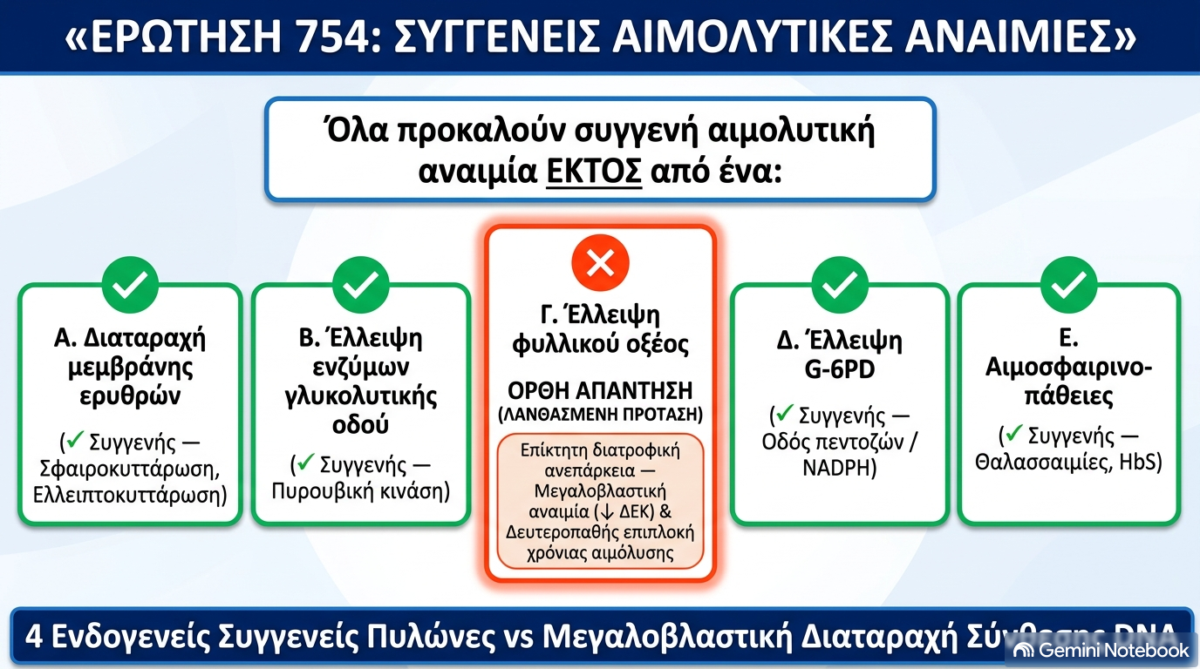 «ΕΡΩΤΗΣΗ 754: ΣΥΓΓΕΝΕΙΣ ΑΙΜΟΛΥΤΙΚΕΣ ΑΝΑΙΜΙΕΣ»
Όλα προκαλούν συγγενή αιμολυτική
αναιμία ΕΚΤΟΣ από ένα:
Α. Διαταραχή
μεμβράνης
ερυθρών
(✓ Συγγενής —
Σφαιροκυττάρωση,
Ελλειπτοκυττάρωση)
Β. Έλλειψη
ενζύμων
γλυκολυτικής
οδού
(✓ Συγγενής —
Πυρουβική κινάση)
Γ. Έλλειψη
φυλλικού οξέος
ΟΡΘΗ ΑΠΑΝΤΗΣΗ
(ΛΑΝΘΑΣΜΕΝΗ ΠΡΟΤΑΣΗ)
Επίκτητη διατροφική
ανεπάρκεια —
Μεγαλοβλαστική
αναιμία (↓ ΔΕΚ) &
Δευτεροπαθής επιπλοκή
χρόνιας αιμόλυσης
Δ. Έλλειψη
G-6PD
(✓ Συγγενής —
Οδός πεντοζών /
NADPH)
Ε.
Αιμοσφαιρινο-
πάθειες
(✓ Συγγενής —
Θαλασσαιμίες, HbS)
4 Ενδογενείς Συγγενείς Πυλώνες vs Μεγαλοβλαστική Διαταραχή Σύνθεσης DNA
Gemini Notebook